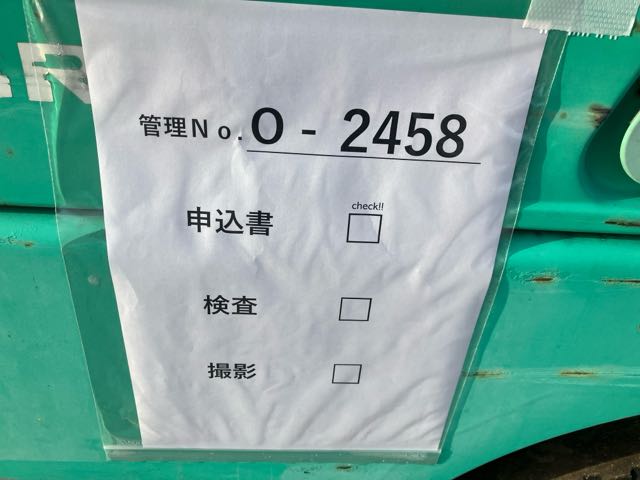 管理No. O - 2458
check!!
申込書 □
検査 □
撮影 □